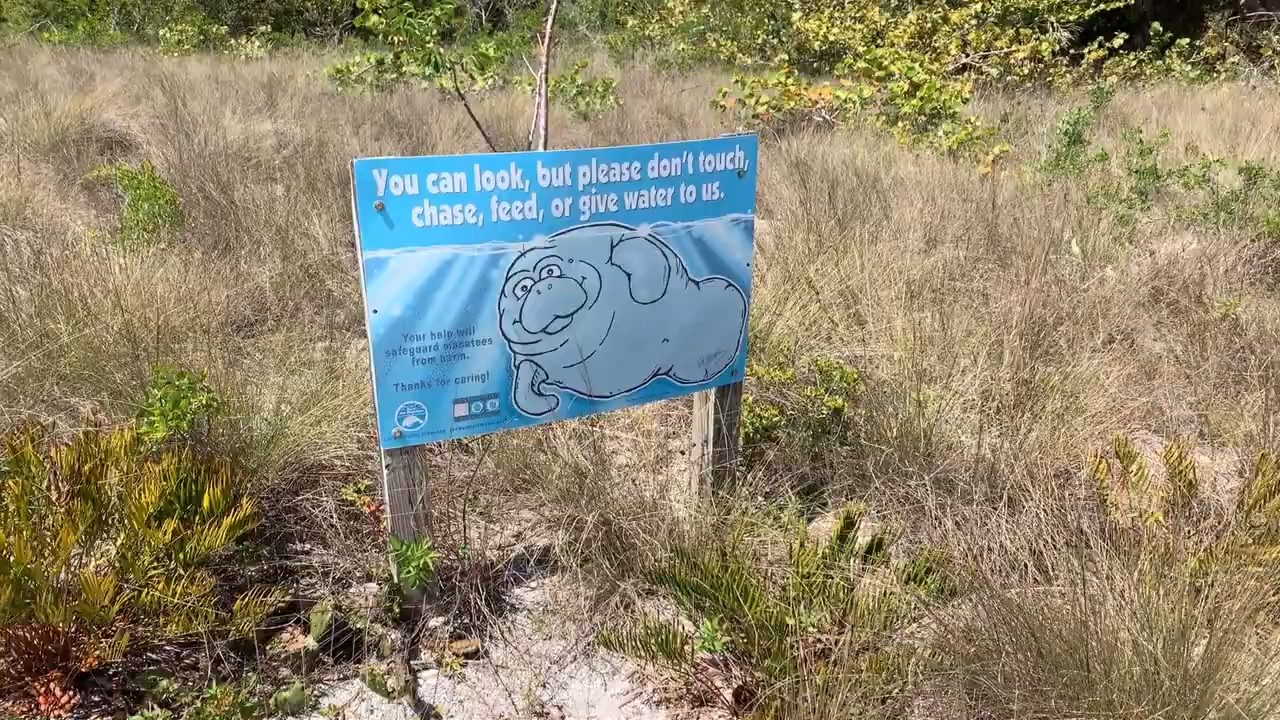 You can look, but please don't touch,
chase, feed, or give water to us.
Your help will
safeguard manatees
from harm.
Thanks for caring!